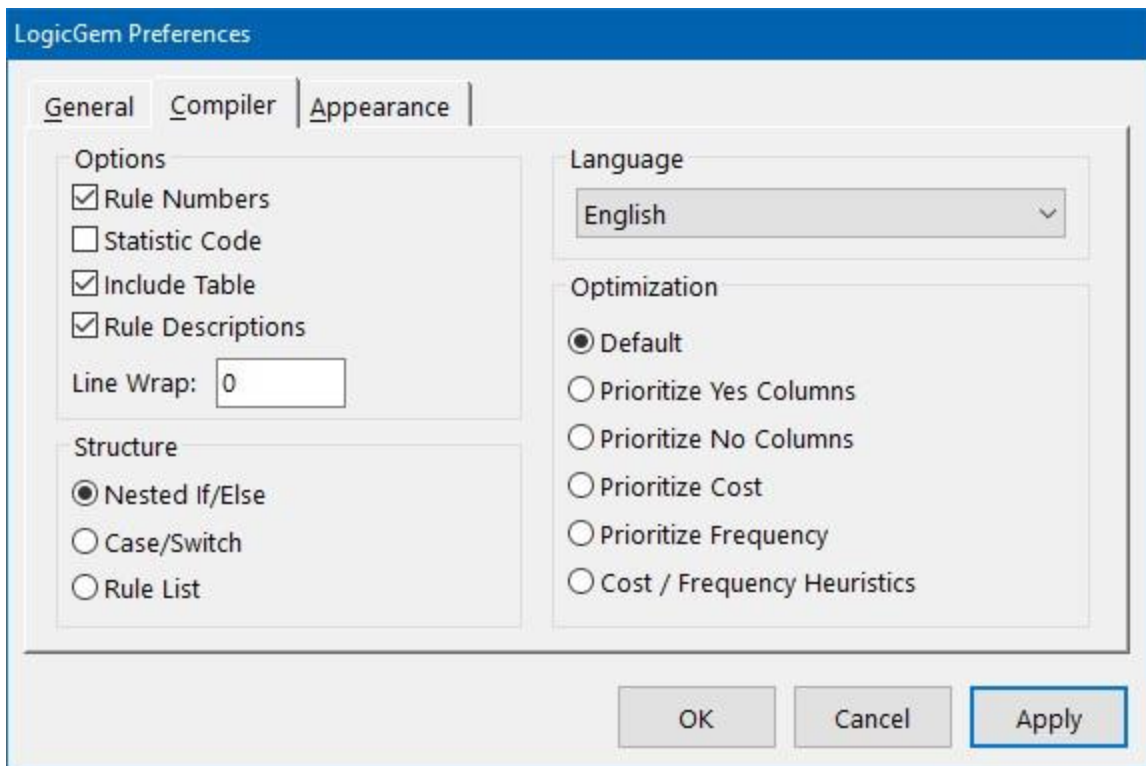 LogicGem Preferences
General
Compiler
Appearance
Options
Rule Numbers
Statistic Code
Include Table
Rule Descriptions
Line Wrap: 0
Structure
Nested If/Else
Case/Switch
Rule List
Language
English
Optimization
Default
Prioritize Yes Columns
Prioritize No Columns
Prioritize Cost
Prioritize Frequency
Cost / Frequency Heuristics
OK
Cancel
Apply